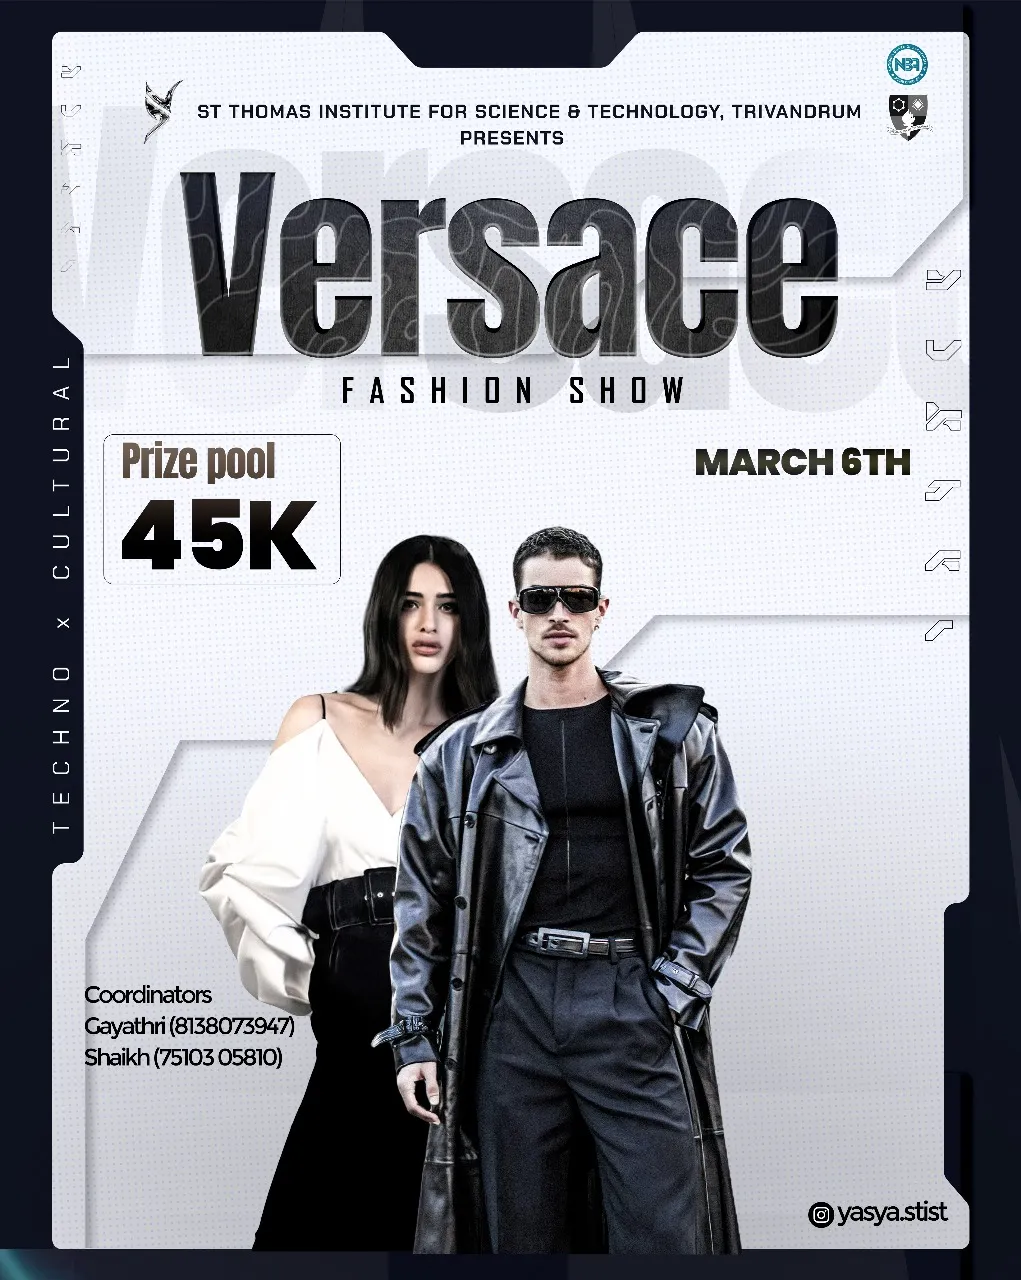 NBA
ST THOMAS INSTITUTE FOR SCIENCE & TECHNOLOGY, TRIVANDRUM
PRESENTS
Versace
FASHION SHOW
Prize pool
45K
MARCH 6TH
TECHNO x CULTURAL
Coordinators
Gayathri (8138073947)
Shaikh (75103 05810)
yasya.stist